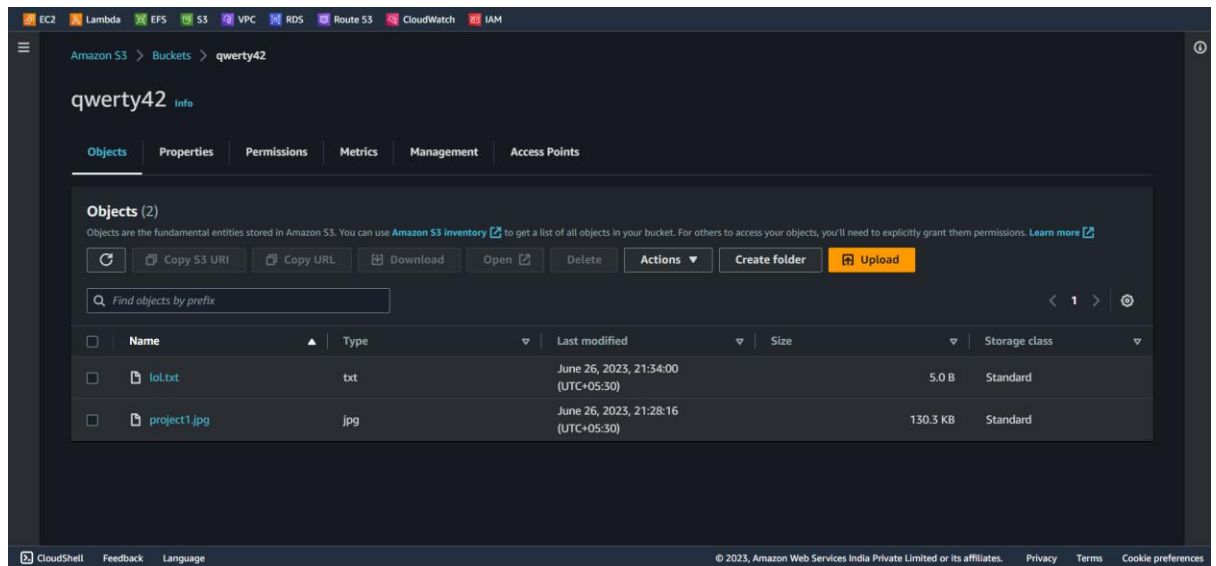 EC2 Lambda EFS S3 VPC RDS Route 53 CloudWatch IAM
Amazon S3 > Buckets > qwerty42
qwerty42 Info
Objects Properties Permissions Metrics Management Access Points
Objects (2)
Objects are the fundamental entities stored in Amazon S3. You can use Amazon S3 inventory to get a list of all objects in your bucket. For others to access your objects, you'll need to explicitly grant them permissions. Learn more
Copy S3 URI Copy URL Download Open Delete Actions Create folder Upload
Find objects by prefix < 1 >
Name Type Last modified Size Storage class
lol.txt txt June 26, 2023, 21:34:00 (UTC+05:30) 5.0 B Standard
project1.jpg jpg June 26, 2023, 21:28:16 (UTC+05:30) 130.3 KB Standard
CloudShell Feedback Language © 2023, Amazon Web Services India Private Limited or its affiliates. Privacy Terms Cookie preferences